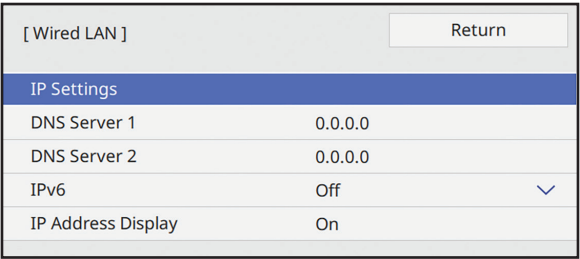 [ Wired LAN ]
Return
IP Settings
DNS Server 1 0.0.0.0
DNS Server 2 0.0.0.0
IPv6 Off
IP Address Display On